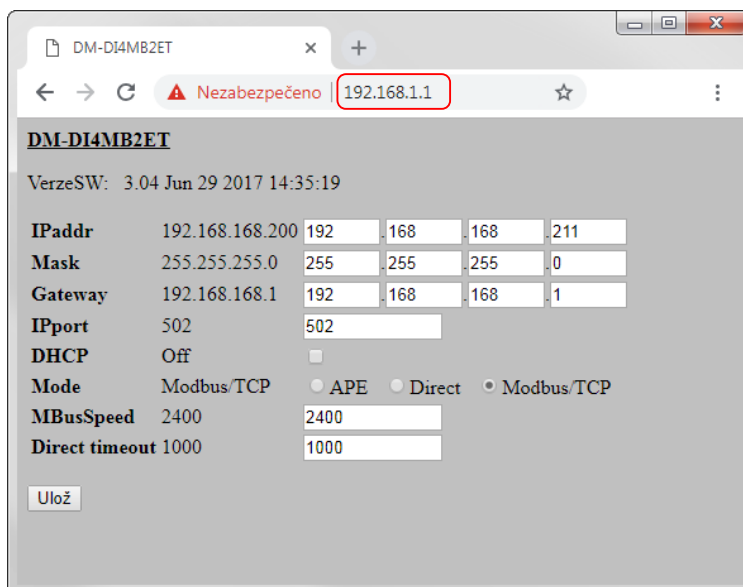 DM-DI4MB2ET
Nezabezpečeno 192.168.1.1
DM-DI4MB2ET
VerzeSW: 3.04 Jun 29 2017 14:35:19
IPaddr 192.168.168.200 192 .168 .168 .211
Mask 255.255.255.0 255 .255 .255 .0
Gateway 192.168.168.1 192 .168 .168 .1
IPport 502 502
DHCP Off
Mode Modbus/TCP APE Direct Modbus/TCP
MBusSpeed 2400 2400
Direct timeout 1000 1000
Ulož